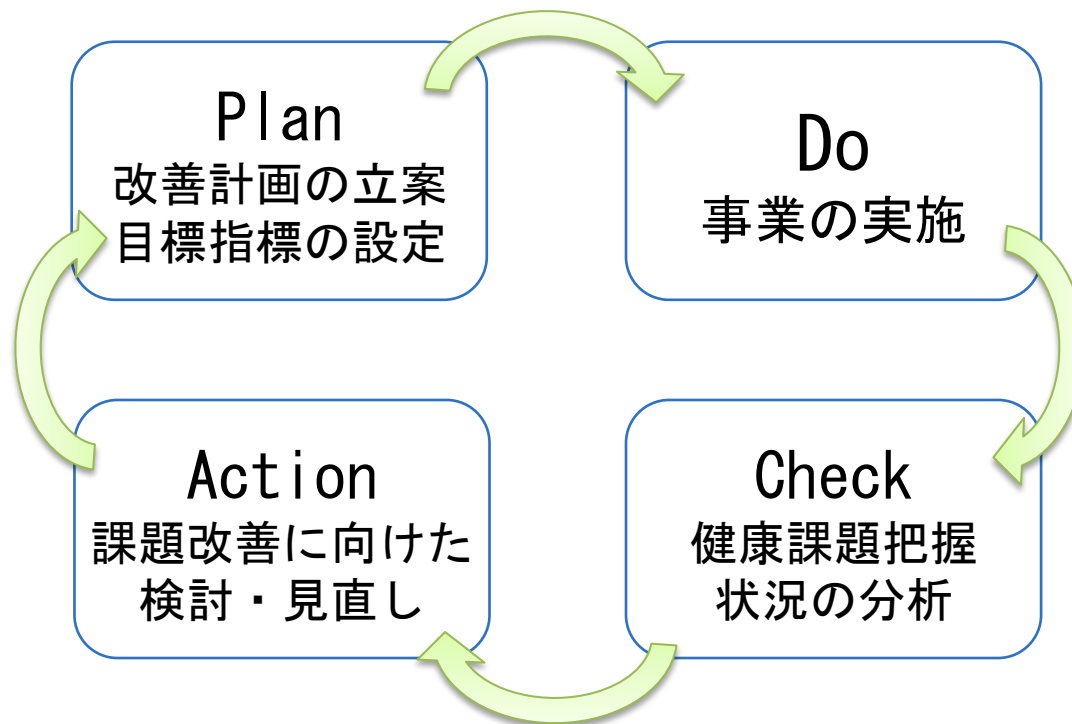 Plan
改善計画の立案
目標指標の設定
Do
事業の実施
Check
健康課題把握
状況の分析
Action
課題改善に向けた
検討・見直し